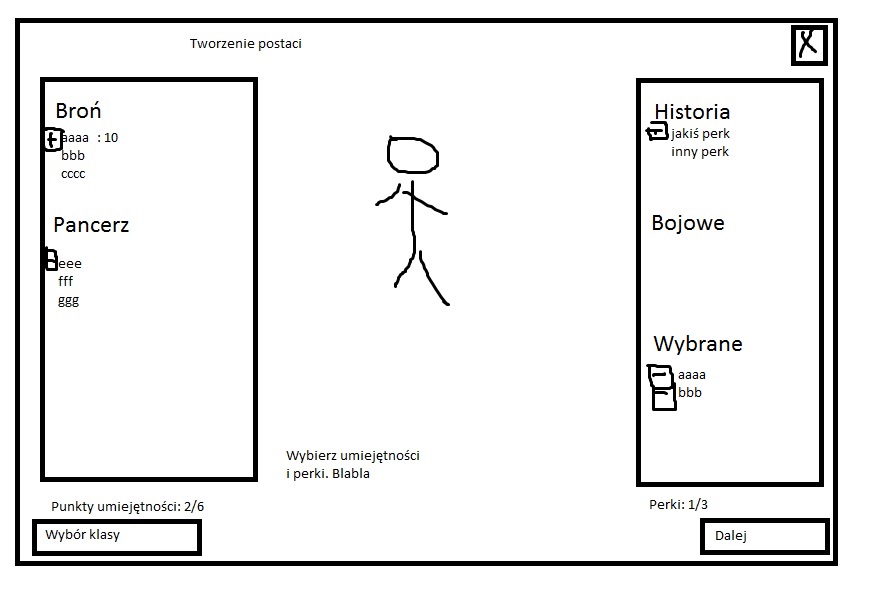 Tworzenie postaci
X
Broń
aaaa : 10
bbb
cccc
Pancerz
eee
fff
ggg
Punkty umiejętności: 2/6
Wybór klasy
Wybierz umiejętności
i perki. Blabla
Historia
jakiś perk
inny perk
Bojowe
Wybrane
aaaa
bbb
Perki: 1/3
Dalej